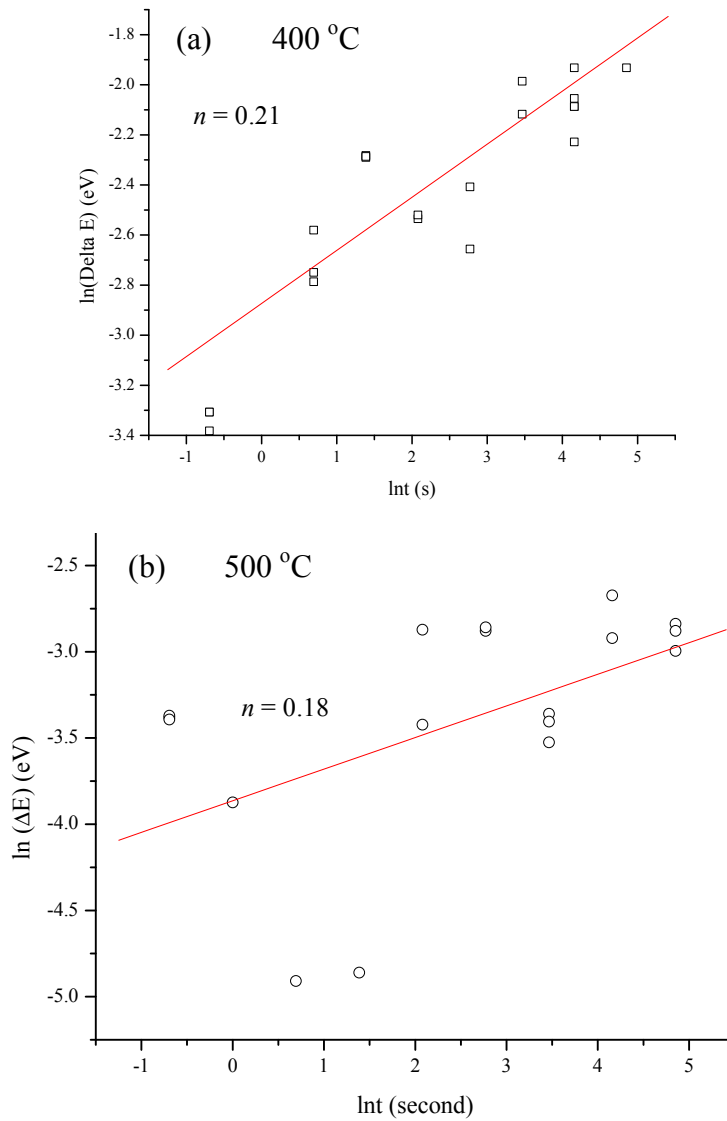 (a) 400 °C
n = 0.21
-1.8
-2.0
-2.2
-2.4
-2.6
-2.8
-3.0
-3.2
-3.4
ln(Delta E) (eV)
-1 0 1 2 3 4 5
lnt (s)
(b) 500 °C
n = 0.18
-2.5
-3.0
-3.5
-4.0
-4.5
-5.0
ln (ΔE) (eV)
-1 0 1 2 3 4 5
lnt (second)